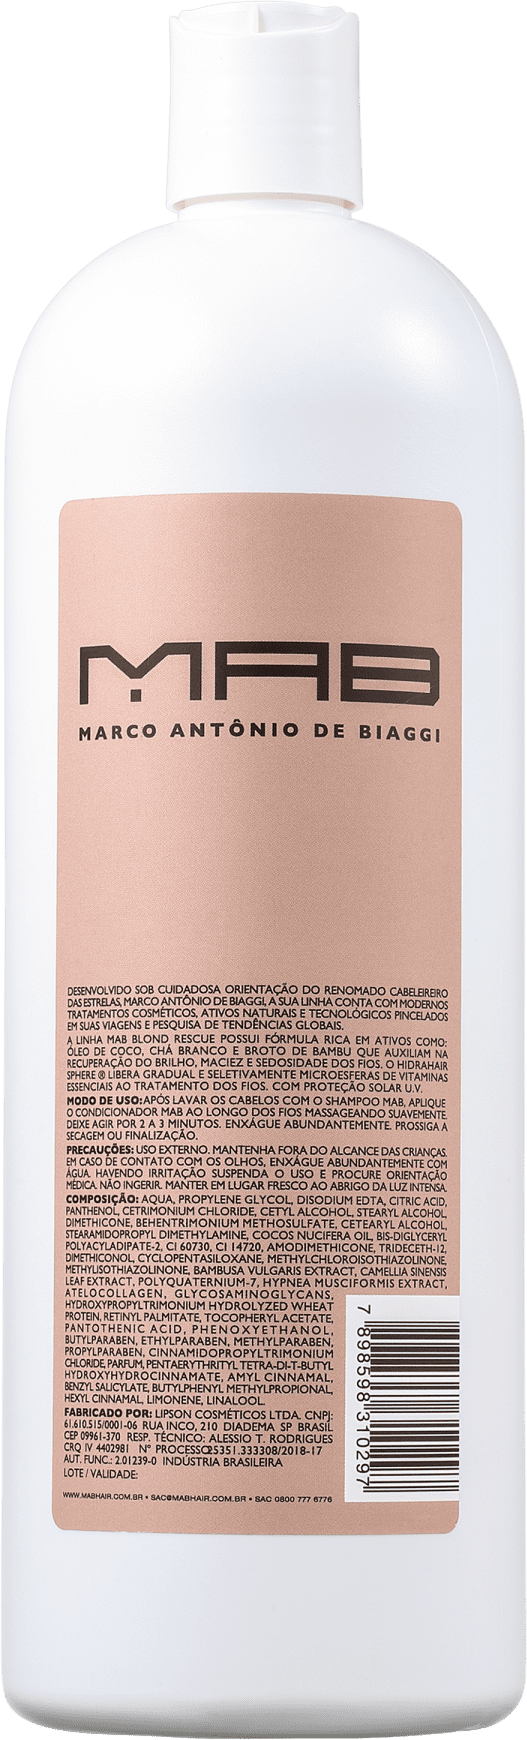 MAB
MARCO ANTÔNIO DE BIAGGI
DESENVOLVIDO SOB CUIDADOSA ORIENTAÇÃO DO RENOMADO CABELEIREIRO
DAS ESTRELAS, MARCO ANTÔNIO DE BIAGGI, A SUA LINHA CONTA COM MODERNOS
TRATAMENTOS COSMÉTICOS, ATIVOS NATURAIS E TECNOLÓGICOS PINCELADOS
EM SUAS VIAGENS E PESQUISA DE TENDÊNCIAS GLOBAIS.
A LINHA MAB BLOND RESCUE POSSUI FÓRMULA RICA EM ATIVOS COMO:
ÓLEO DE COCO, CHÁ BRANCO E BROTO DE BAMBU QUE AUXILIAM NA
RECUPERAÇÃO DO BRILHO, MACIEZ E SEDOSIDADE DOS FIOS. O HIDRAHAIR
SPHERE ® LIBERA GRADUAL E SELETIVAMENTE MICROESFERAS DE VITAMINAS
ESSENCIAIS AO TRATAMENTO DOS FIOS. COM PROTEÇÃO SOLAR U.V.
MODO DE USO:APÓS LAVAR OS CABELOS COM O SHAMPOO MAB, APLIQUE
O CONDICIONADOR MAB AO LONGO DOS FIOS MASSAGEANDO SUAVEMENTE.
DEIXE AGIR POR 2 A 3 MINUTOS. ENXÁGUE ABUNDANTEMENTE. PROSSIGA A
SECAGEM OU FINALIZAÇÃO.
PRECAUÇÕES: USO EXTERNO. MANTENHA FORA DO ALCANCE DAS CRIANÇAS.
EM CASO DE CONTATO COM OS OLHOS, ENXÁGUE ABUNDANTEMENTE COM
ÁGUA. HAVENDO IRRITAÇÃO SUSPENDA O USO E PROCURE ORIENTAÇÃO
MÉDICA. NÃO INGERIR. MANTER EM LUGAR FRESCO AO ABRIGO DA LUZ INTENSA.
COMPOSIÇÃO: AQUA, PROPYLENE GLYCOL, DISODIUM EDTA, CITRIC ACID,
PANTHENOL, CETRIMONIUM CHLORIDE, CETYL ALCOHOL, STEARYL ALCOHOL,
DIMETHICONE, BEHENTRIMONIUM METHOSULFATE, CETEARYL ALCOHOL,
STEARAMIDOPROPYL DIMETHYLAMINE, COCOS NUCIFERA OIL, BIS-DIGLYCERYL
POLYACYLADIPATE-2, CI 60730, CI 14720, AMODIMETHICONE, TRIDECETH-12,
DIMETHICONOL, CYCLOPENTASILOXANE, METHYLCHLOROISOTHIAZOLINONE,
METHYLISOTHIAZOLINONE, BAMBUSA VULGARIS EXTRACT, CAMELLIA SINENSIS
LEAF EXTRACT, POLYQUATERNIUM-7, HYPNEA MUSCIFORMIS EXTRACT,
ATELOCOLLAGEN, GLYCOSAMINOGLYCANS,
HYDROXYPROPYLTRIMONIUM HYDROLYZED WHEAT
PROTEIN, RETINYL PALMITATE, TOCOPHERYL ACETATE,
PANTOTHENIC ACID, PHENOXYETHANOL,
BUTYLPARABEN, ETHYLPARABEN, METHYLPARABEN,
PROPYLPARABEN, CINNAMIDOPROPYLTRIMONIUM
CHLORIDE, PARFUM, PENTAERYTHRITYL TETRA-DI-T-BUTYL
HYDROXYHYDROCINNAMATE, AMYL CINNAMAL,
BENZYL SALICYLATE, BUTYLPHENYL METHYLPROPIONAL,
HEXYL CINNAMAL, LIMONENE, LINALOOL.
FABRICADO POR: LIPSON COSMÉTICOS LTDA. CNPJ:
61.610.515/0001-06 RUA INCO, 210 DIADEMA SP BRASIL
CEP 09961-370 RESP. TÉCNICO: ALESSIO T. RODRIGUES
CRQ IV 4402981 Nº PROCESSO:25351.333308/2018-17
AUT. FUNC.: 2.01239-0 INDÚSTRIA BRASILEIRA
LOTE / VALIDADE:
WWW.MABHAIR.COM.BR • SAC@MABHAIR.COM.BR • SAC 0800 777 6776
7 898598 310297